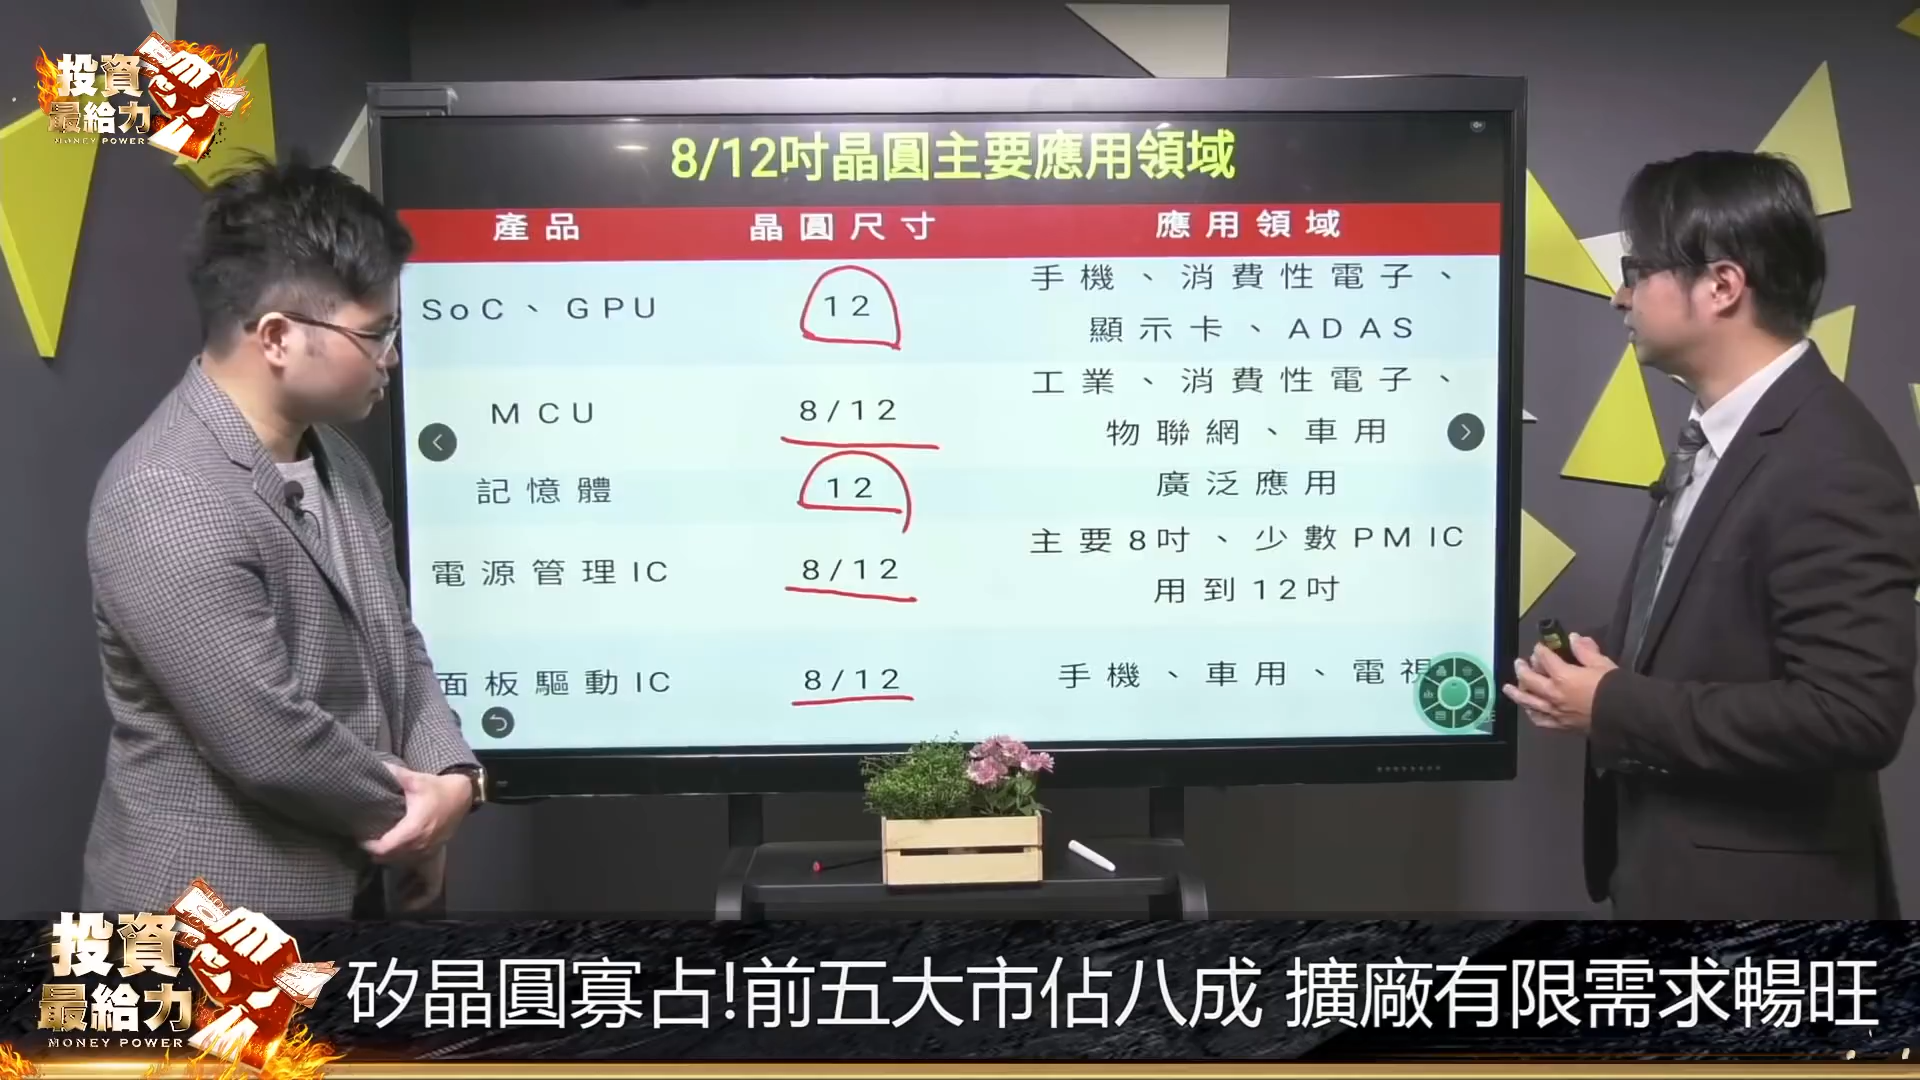 投資
最給力
MONEY POWER
8/12吋晶圓主要應用領域
產品 晶圓尺寸 應用領域
SoC、GPU 12 手機、消費性電子、
顯示卡、ADAS
MCU 8/12 工業、消費性電子、
物聯網、車用
記憶體 12 廣泛應用
電源管理IC 8/12 主要8吋、少數PMIC
用到12吋
面板驅動IC 8/12 手機、車用、電視
投資
最給力
MONEY POWER
矽晶圓寡占!前五大市佔八成 擴廠有限需求暢旺